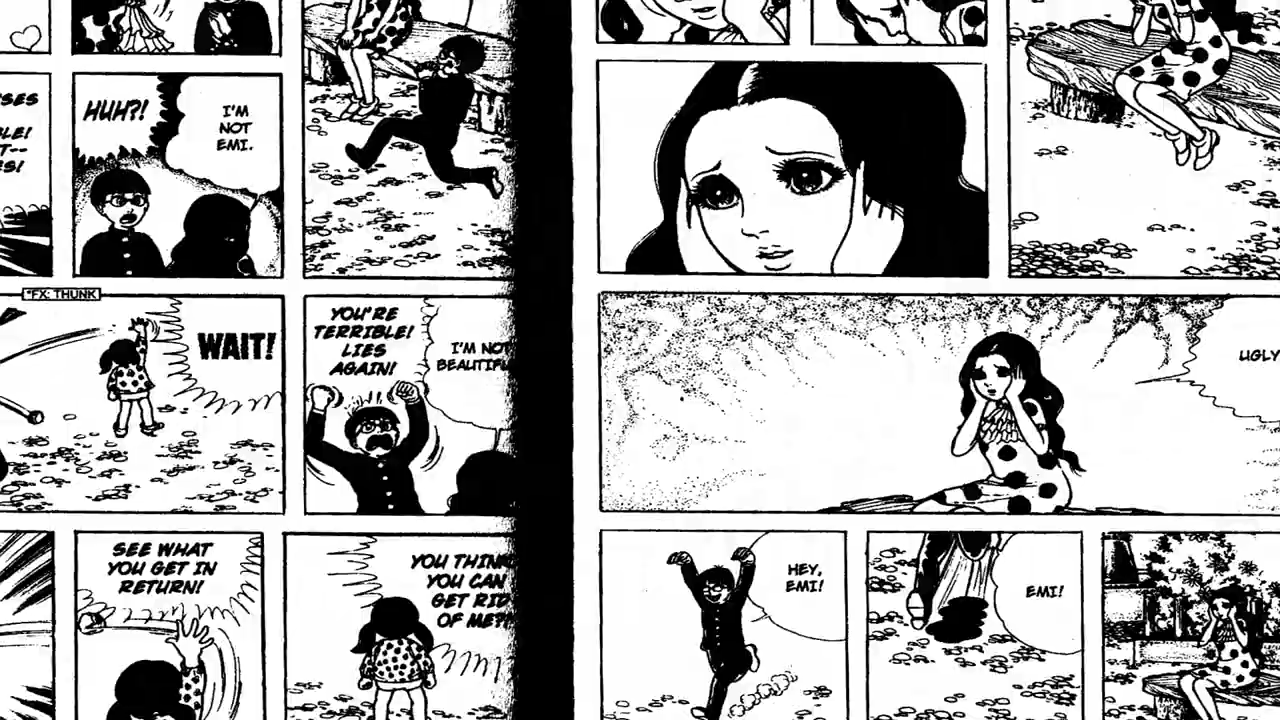 UGLY
EMI!
HEY,
EMI!
I'M
NOT
EMI.
HUH?!
I'M NOT
YOU'RE
TERRIBLE!
LIES
AGAIN!
WAIT!
*FX: THUNK
YOU THINK
YOU CAN
GET RID
OF ME?!
SEE WHAT
YOU GET IN
RETURN!